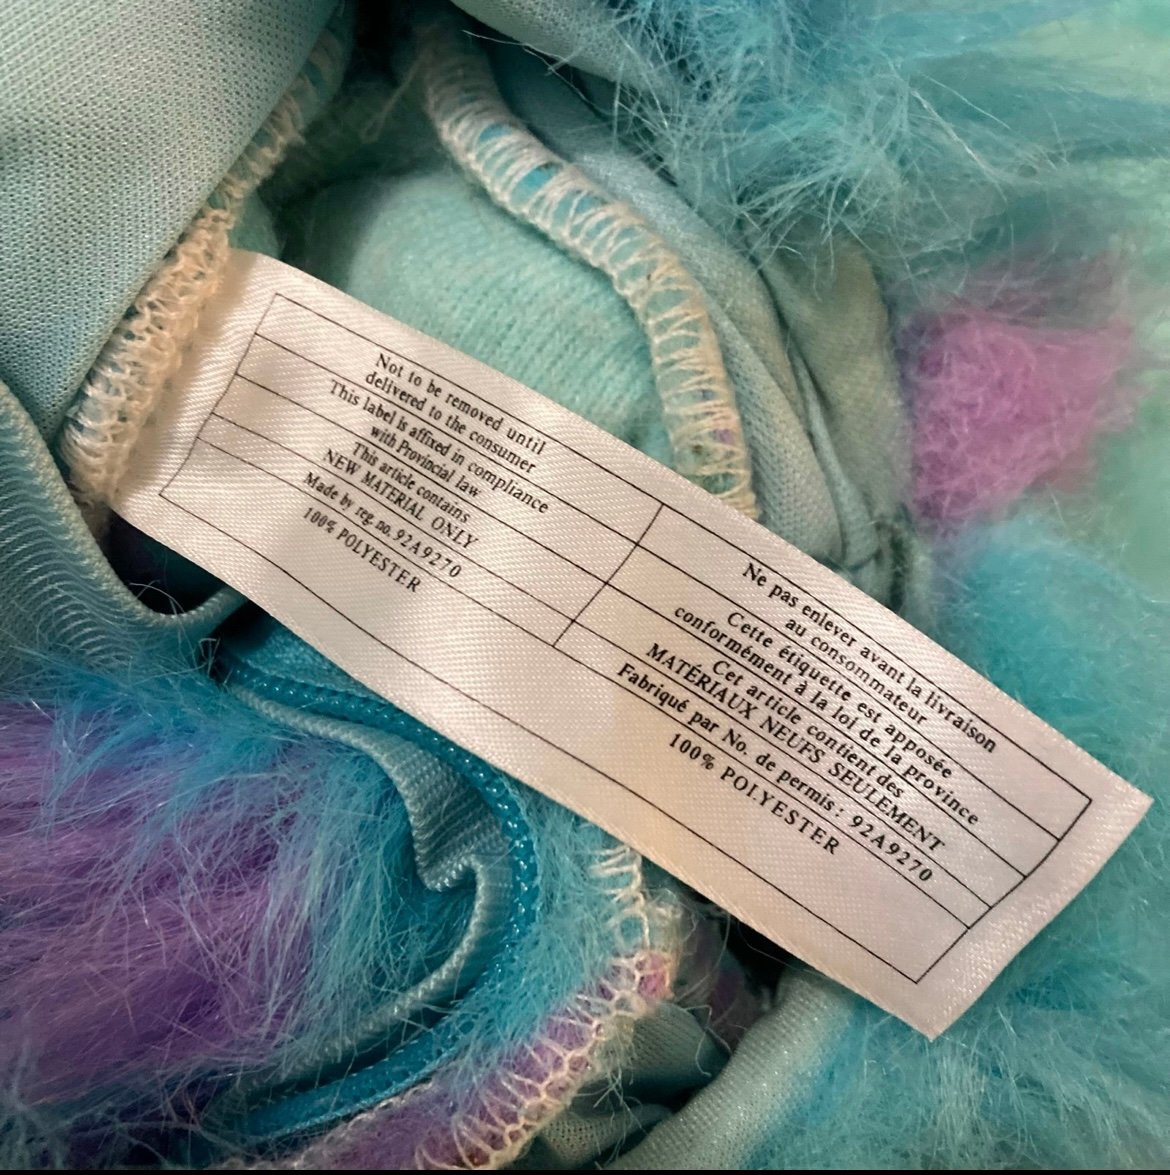 Not to be removed until
delivered to the consumer
This label is affixed in compliance
with Provincial law
This article contains
NEW MATERIAL ONLY
Made by reg. no. 92A9270
100% POLYESTER
Ne pas enlever avant la livraison
au consommateur
Cette étiquette est apposée
conformément à la loi de la province
Cet article contient des
MATÉRIAUX NEUFS SEULEMENT
Fabriqué par No. de permis : 92A9270
100% POLYESTER